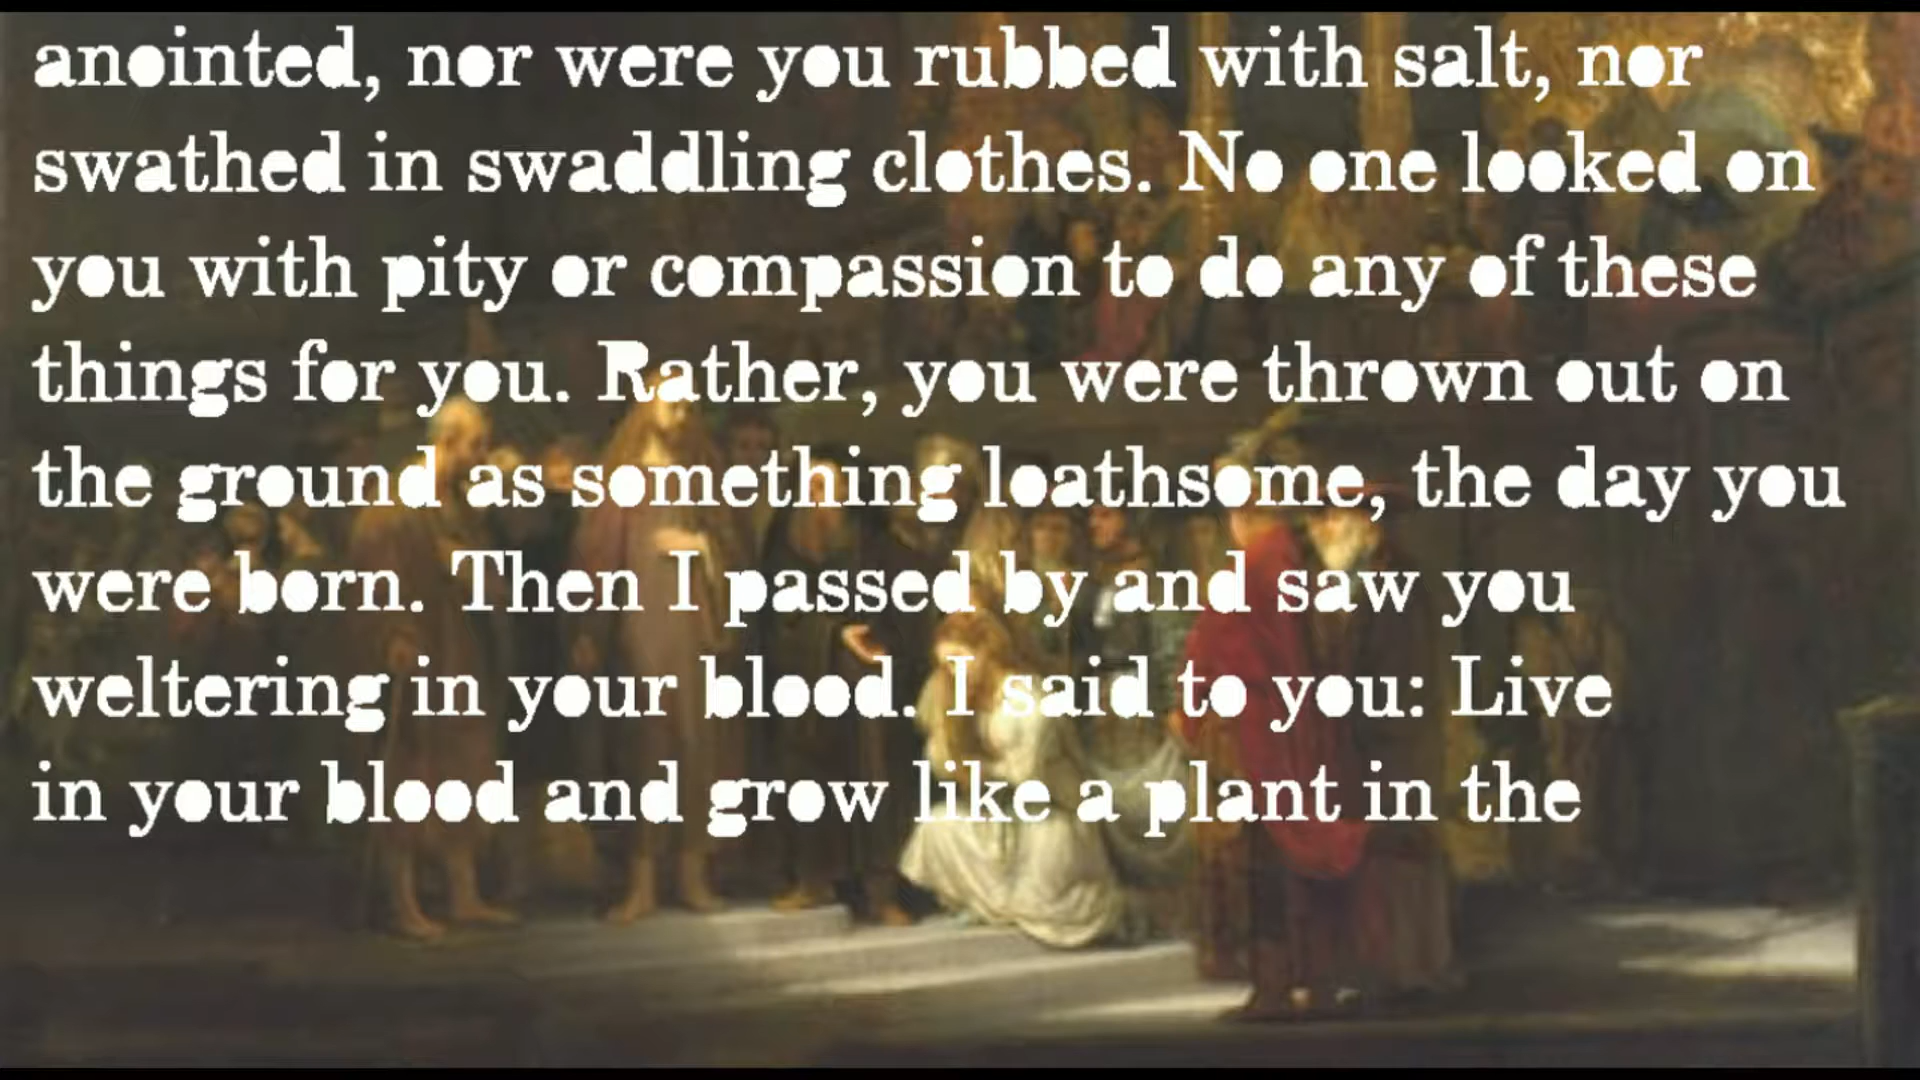 anointed, nor were you rubbed with salt, nor
swathed in swaddling clothes. No one looked on
you with pity or compassion to do any of these
things for you. Rather, you were thrown out on
the ground as something loathsome, the day you
were born. Then I passed by and saw you
weltering in your blood. I said to you: Live
in your blood and grow like a plant in the